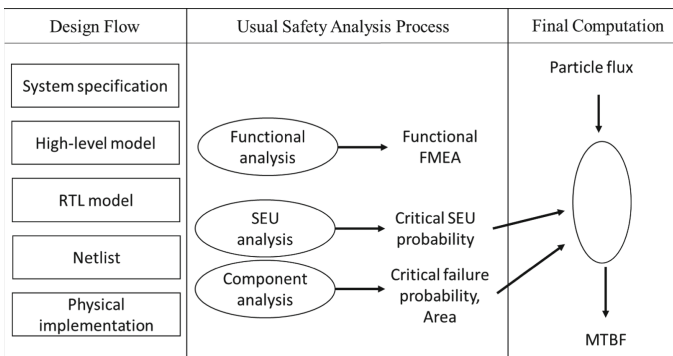 Design Flow
Usual Safety Analysis Process
Final Computation
System specification
High-level model
RTL model
Netlist
Physical
implementation
Functional
analysis
Functional
FMEA
SEU
analysis
Critical SEU
probability
Component
analysis
Critical failure
probability,
Area
Particle flux
MTBF